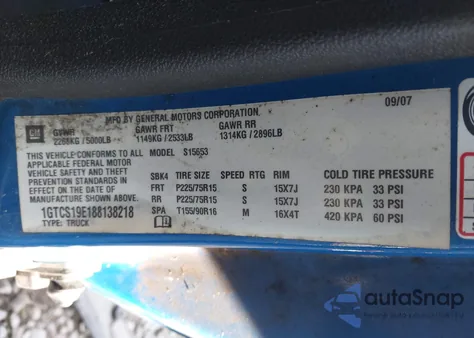 09/07
MFD BY GENERAL MOTORS CORPORATION
GM GVWR GAWR FRT GAWR RR
2268KG/5000LB 1149KG/2533LB 1314KG/2896LB
THIS VEHICLE CONFORMS TO ALL MODEL S15653
APPLICABLE FEDERAL MOTOR
VEHICLE SAFETY, BUMPER, AND
THEFT PREVENTION STANDARDS IN
EFFECT ON THE DATE OF
MANUFACTURE SHOWN ABOVE.
1GTCS19E188138218
TYPE: TRUCK
SBK4 TIRE SIZE SPEED RTG RIM COLD TIRE PRESSURE
FRT P225/75R15 S 15X7J 230 KPA 33 PSI
RR P225/75R15 S 15X7J 230 KPA 33 PSI
SPA T155/90R16 M 16X4T 420 KPA 60 PSI
autoSnap